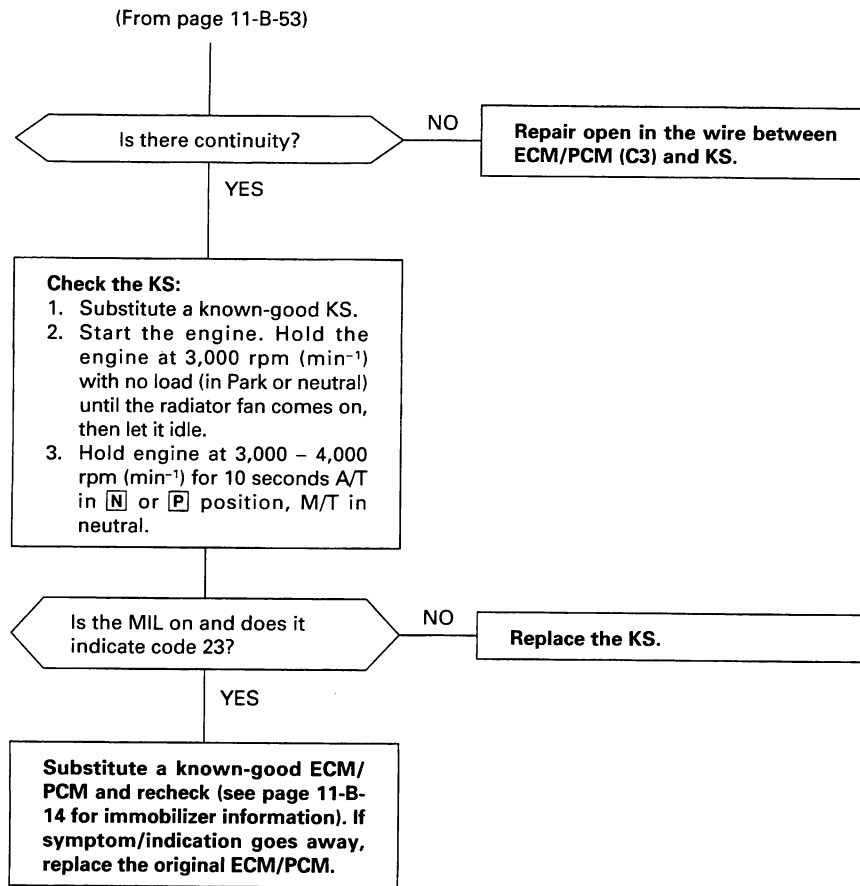 (From page 11-B-53)
Is there continuity?
NO
Repair open in the wire between
ECM/PCM (C3) and KS.
YES
Check the KS:
1. Substitute a known-good KS.
2. Start the engine. Hold the
engine at 3,000 rpm (min⁻¹)
with no load (in Park or neutral)
until the radiator fan comes on,
then let it idle.
3. Hold engine at 3,000 – 4,000
rpm (min⁻¹) for 10 seconds A/T
in N or P position, M/T in
neutral.
Is the MIL on and does it
indicate code 23?
NO
Replace the KS.
YES
Substitute a known-good ECM/
PCM and recheck (see page 11-B-
14 for immobilizer information). If
symptom/indication goes away,
replace the original ECM/PCM.